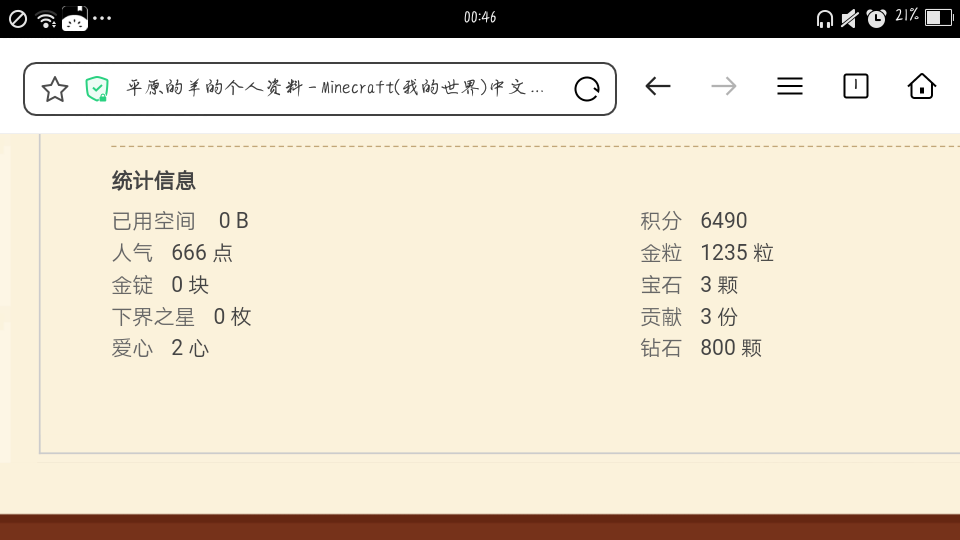 00:46
21%
平原的羊的个人资料 - Minecraft(我的世界)中文...
统计信息
已用空间 0 B
积分 6490
人气 666 点
金粒 1235 粒
金锭 0 块
宝石 3 颗
下界之星 0 枚
贡献 3 份
爱心 2 心
钻石 800 颗